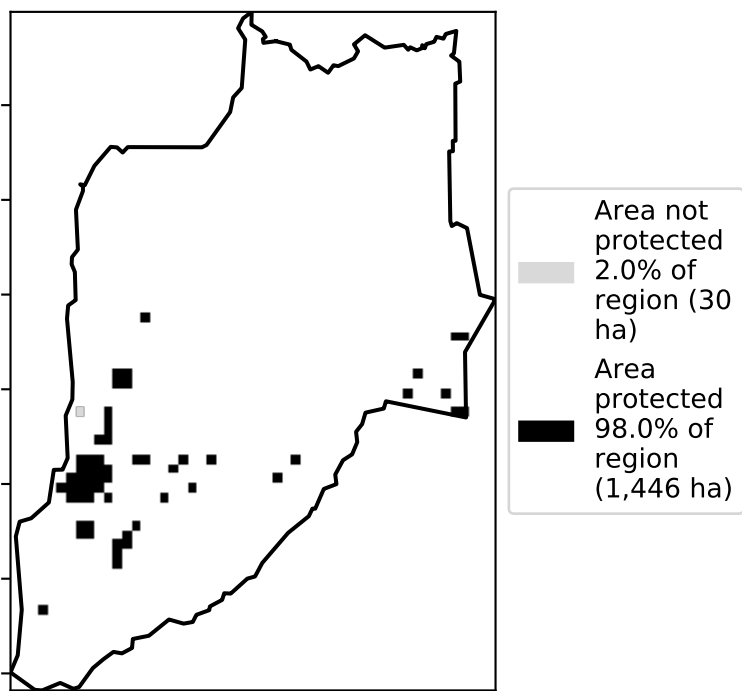 Area not
protected
2.0% of
region (30
ha)
Area
protected
98.0% of
region
(1,446 ha)